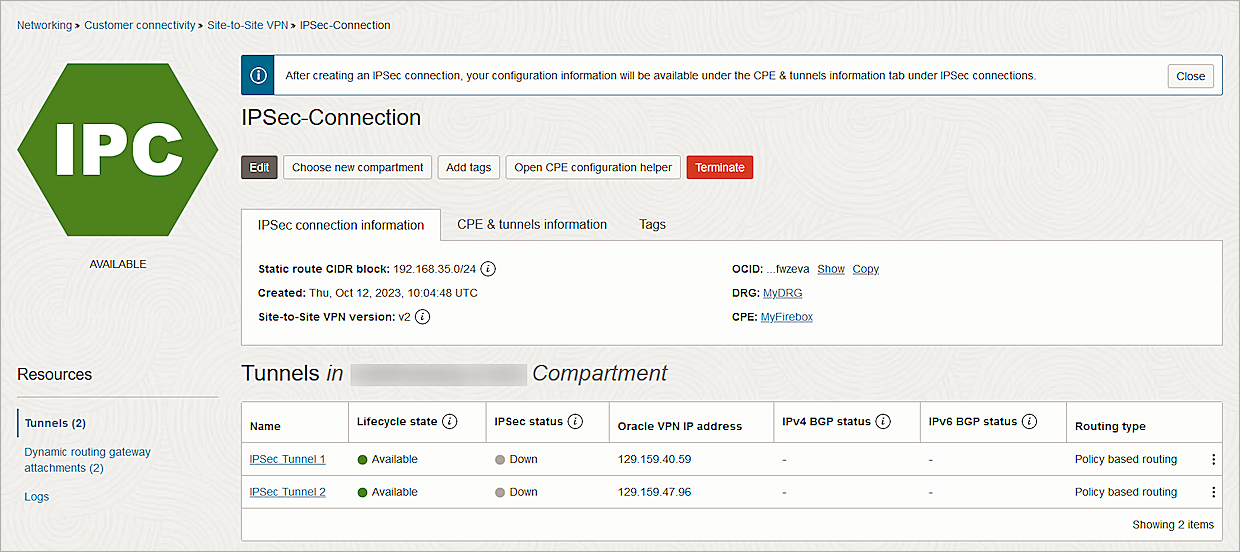 Networking » Customer connectivity » Site-to-Site VPN » IPSec-Connection
IPC
AVAILABLE
After creating an IPSec connection, your configuration information will be available under the CPE & tunnels information tab under IPSec connections.
Close
IPSec-Connection
Edit Choose new compartment Add tags Open CPE configuration helper Terminate
IPSec connection information CPE & tunnels information Tags
Static route CIDR block: 192.168.35.0/24
Created: Thu, Oct 12, 2023, 10:04:48 UTC
Site-to-Site VPN version: v2
OCID: ...fwzeva Show Copy
DRG: MyDRG
CPE: MyFirebox
Resources
Tunnels (2)
Dynamic routing gateway
attachments (2)
Logs
Tunnels in Compartment
Name Lifecycle state IPSec status Oracle VPN IP address IPv4 BGP status IPv6 BGP status Routing type
IPSec Tunnel 1 Available Down 129.159.40.59 - - Policy based routing
IPSec Tunnel 2 Available Down 129.159.47.96 - - Policy based routing
Showing 2 items